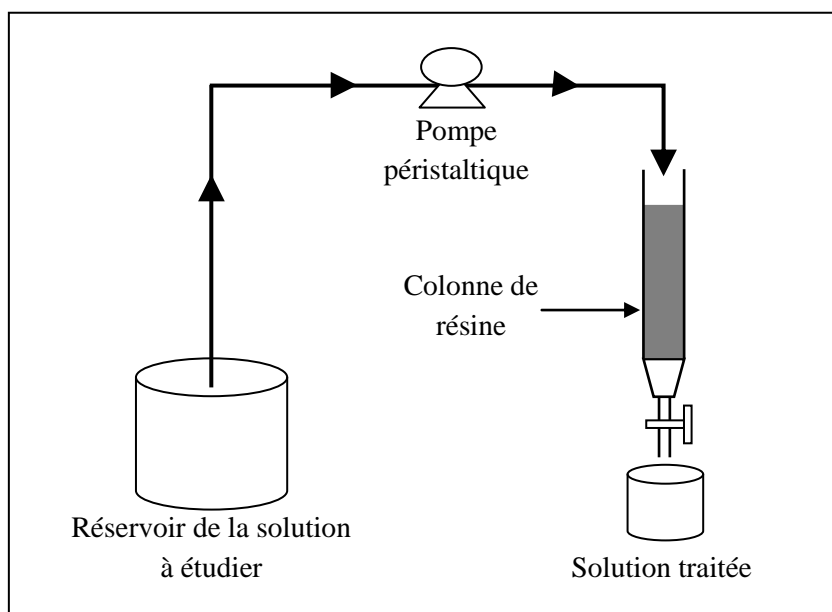 Pompe
péristaltique
Colonne de
résine
Réservoir de la solution
à étudier
Solution traitée